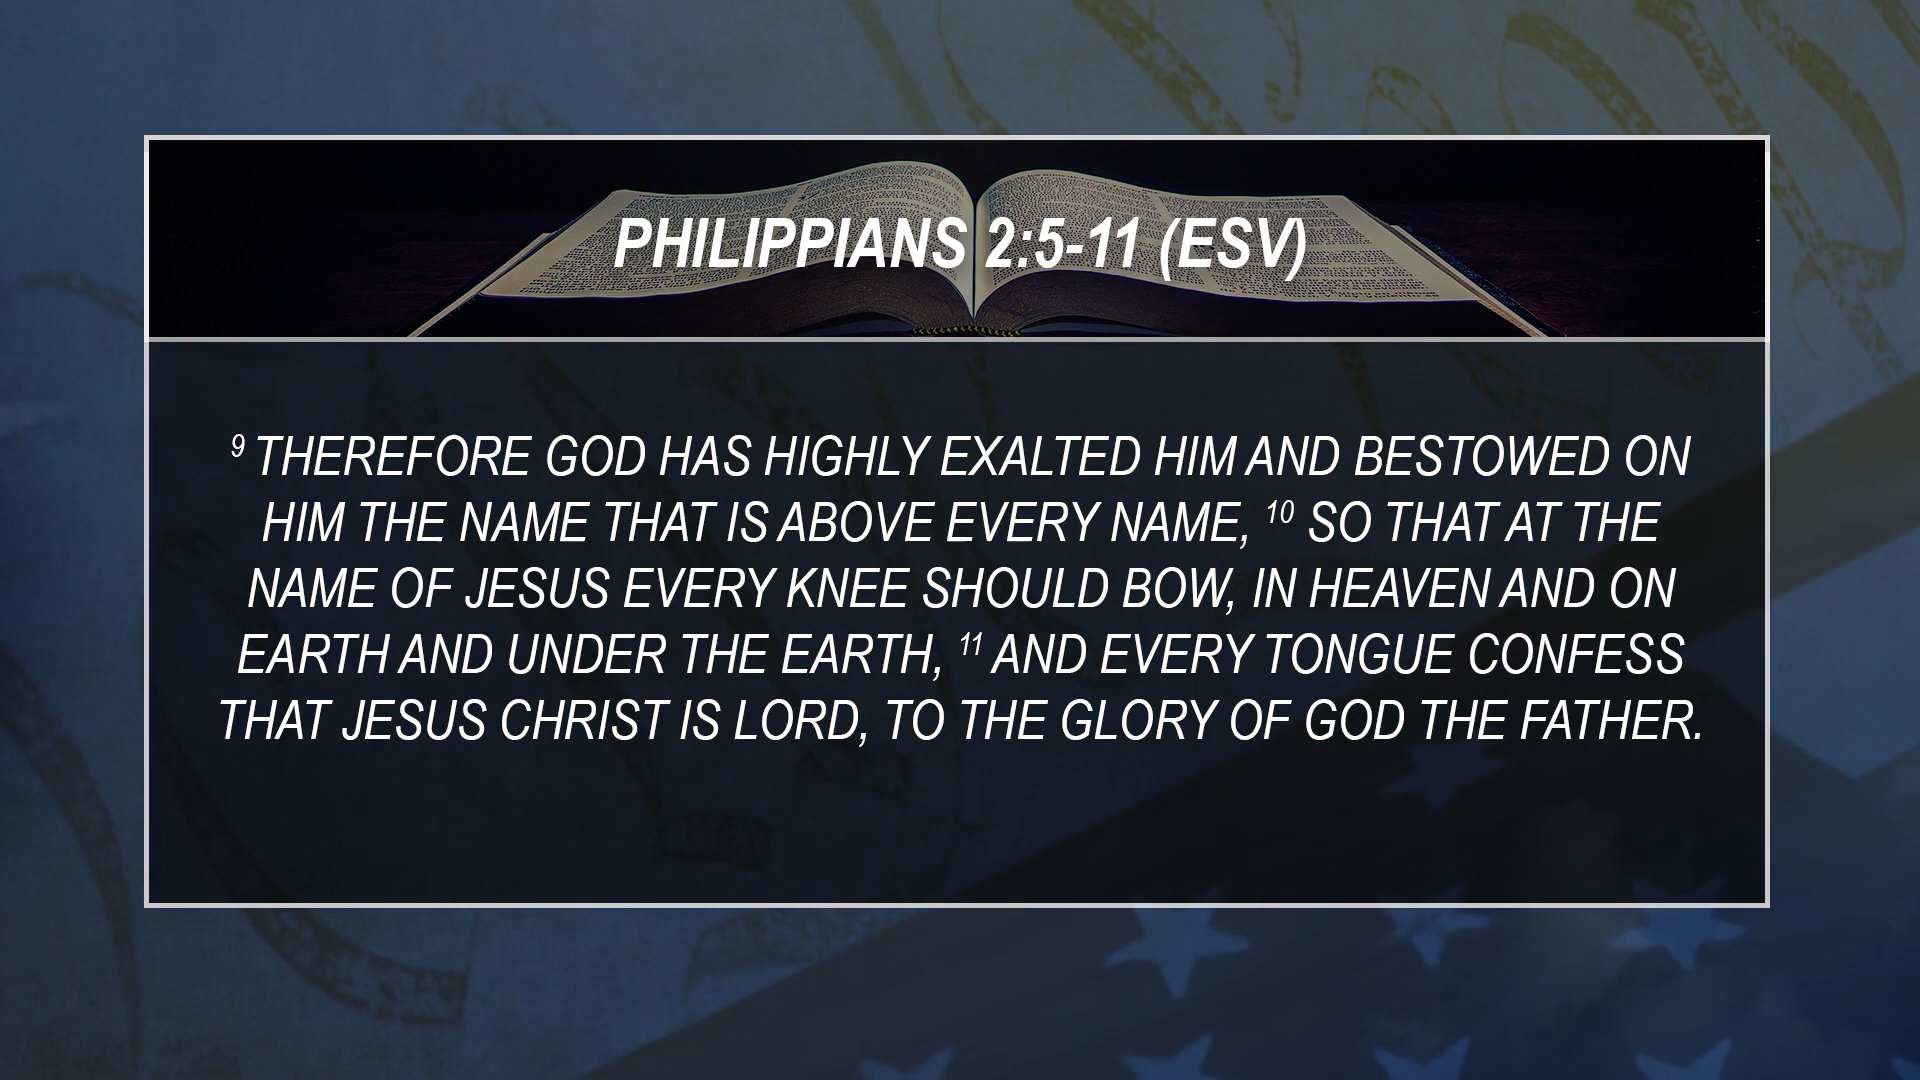 PHILIPPIANS 2:5-11 (ESV)
9 THEREFORE GOD HAS HIGHLY EXALTED HIM AND BESTOWED ON
HIM THE NAME THAT IS ABOVE EVERY NAME, 10 SO THAT AT THE
NAME OF JESUS EVERY KNEE SHOULD BOW, IN HEAVEN AND ON
EARTH AND UNDER THE EARTH, 11 AND EVERY TONGUE CONFESS
THAT JESUS CHRIST IS LORD, TO THE GLORY OF GOD THE FATHER.